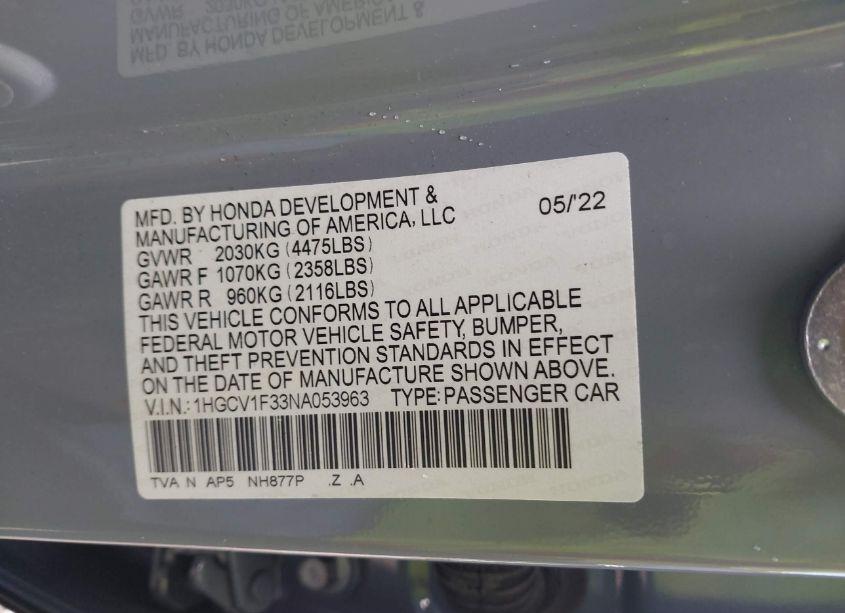 MFD. BY HONDA DEVELOPMENT &
MANUFACTURING OF AMERICA, LLC 05/'22
GVWR 2030KG (4475LBS)
GAWR F 1070KG (2358LBS)
GAWR R 960KG (2116LBS)
THIS VEHICLE CONFORMS TO ALL APPLICABLE
FEDERAL MOTOR VEHICLE SAFETY, BUMPER,
AND THEFT PREVENTION STANDARDS IN EFFECT
ON THE DATE OF MANUFACTURE SHOWN ABOVE.
V.I.N.: 1HGCV1F33NA053963 TYPE: PASSENGER CAR
TVA N AP5 NH877P .Z .A